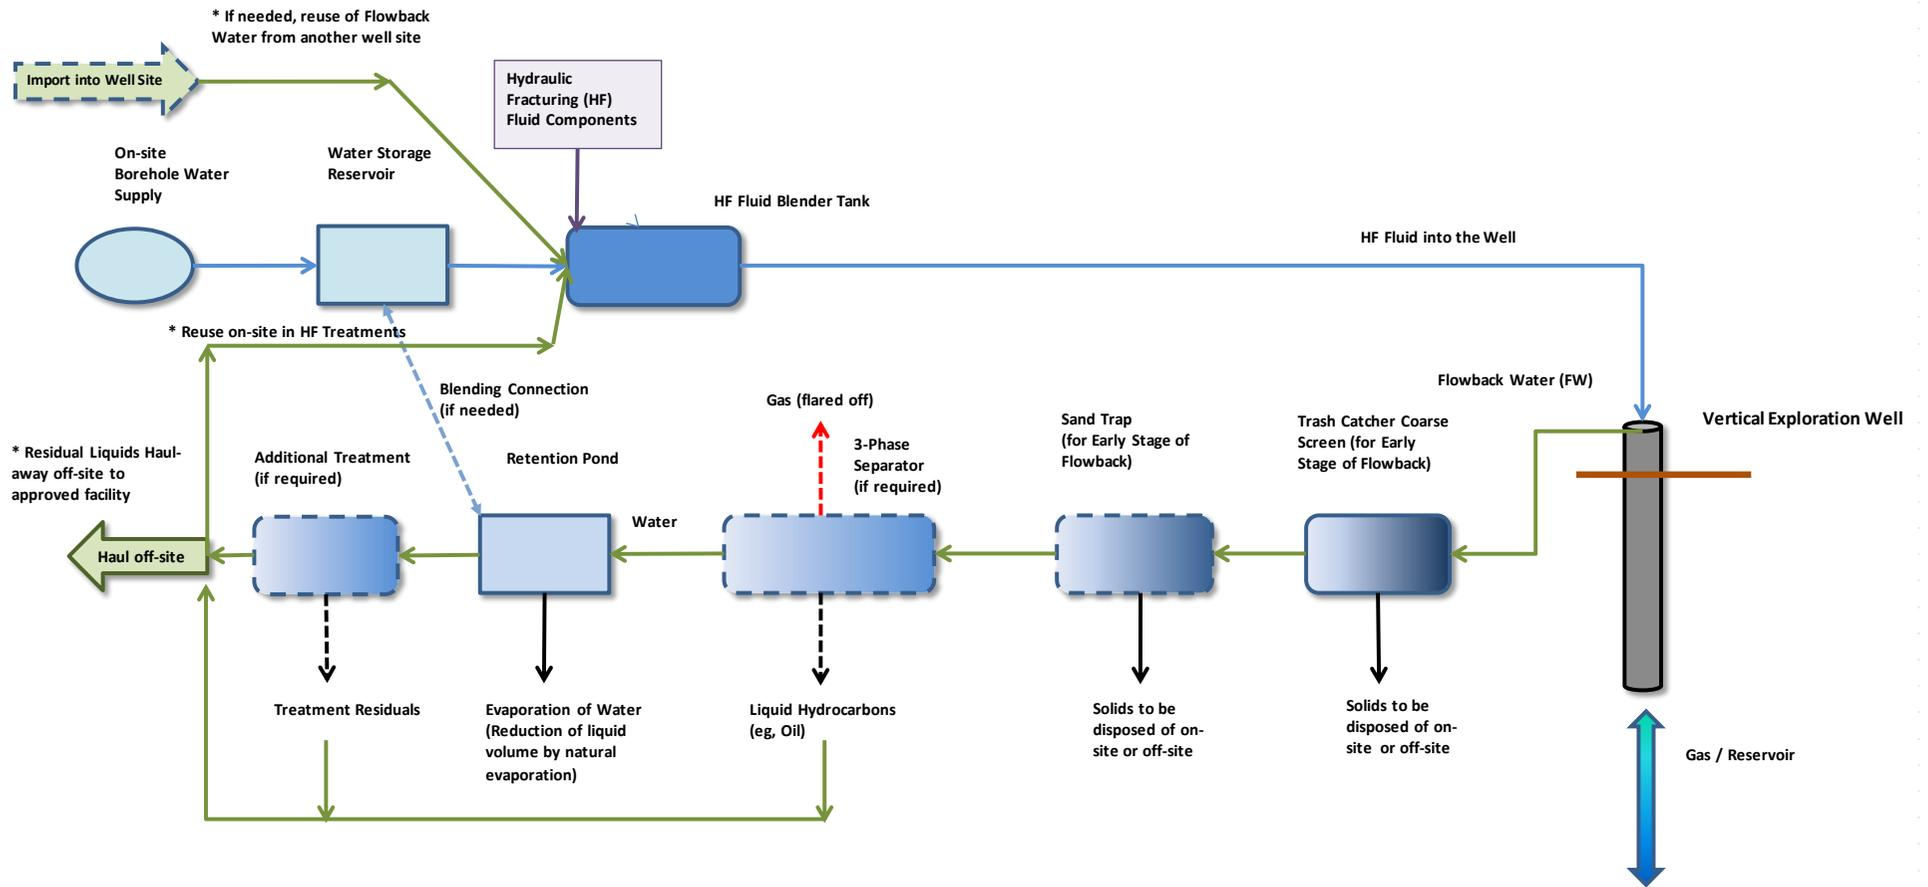 * If needed, reuse of Flowback
Water from another well site
Import into Well Site
Hydraulic
Fracturing (HF)
Fluid Components
On-site
Borehole Water
Supply
Water Storage
Reservoir
HF Fluid Blender Tank
HF Fluid into the Well
* Reuse on-site in HF Treatments
Blending Connection
(if needed)
Gas (flared off)
Flowback Water (FW)
Vertical Exploration Well
* Residual Liquids Haul-
away off-site to
approved facility
Additional Treatment
(if required)
Retention Pond
Water
3-Phase
Separator
(if required)
Sand Trap
(for Early Stage of
Flowback)
Trash Catcher Coarse
Screen (for Early
Stage of Flowback)
Haul off-site
Treatment Residuals
Evaporation of Water
(Reduction of liquid
volume by natural
evaporation)
Liquid Hydrocarbons
(eg, Oil)
Solids to be
disposed of on-
site or off-site
Solids to be
disposed of on-
site or off-site
Gas / Reservoir